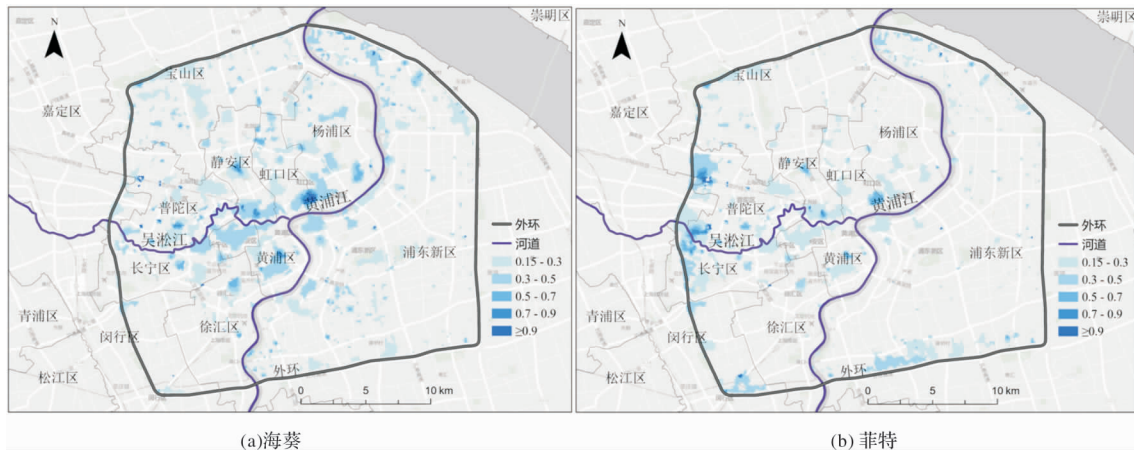 崇明区
N
宝山区
嘉定区
杨浦区
静安区
虹口区
普陀区
黄浦江
吴淞江
长宁区
黄浦区
浦东新区
青浦区
闵行区
徐汇区
松江区
外环
外环
河道
0.15 - 0.3
0.3 - 0.5
0.5 - 0.7
0.7 - 0.9
≥0.9
0 5 10 km
(a)海葵
崇明区
N
宝山区
嘉定区
杨浦区
静安区
虹口区
普陀区
黄浦江
吴淞江
长宁区
黄浦区
浦东新区
青浦区
闵行区
徐汇区
松江区
外环
外环
河道
0.15 - 0.3
0.3 - 0.5
0.5 - 0.7
0.7 - 0.9
≥0.9
0 5 10 km
(b) 菲特